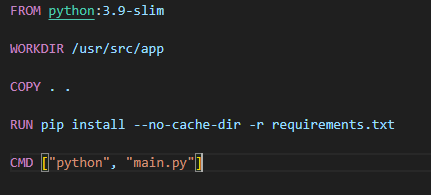 FROM python:3.9-slim
WORKDIR /usr/src/app
COPY . .
RUN pip install --no-cache-dir -r requirements.txt
CMD ["python", "main.py"]